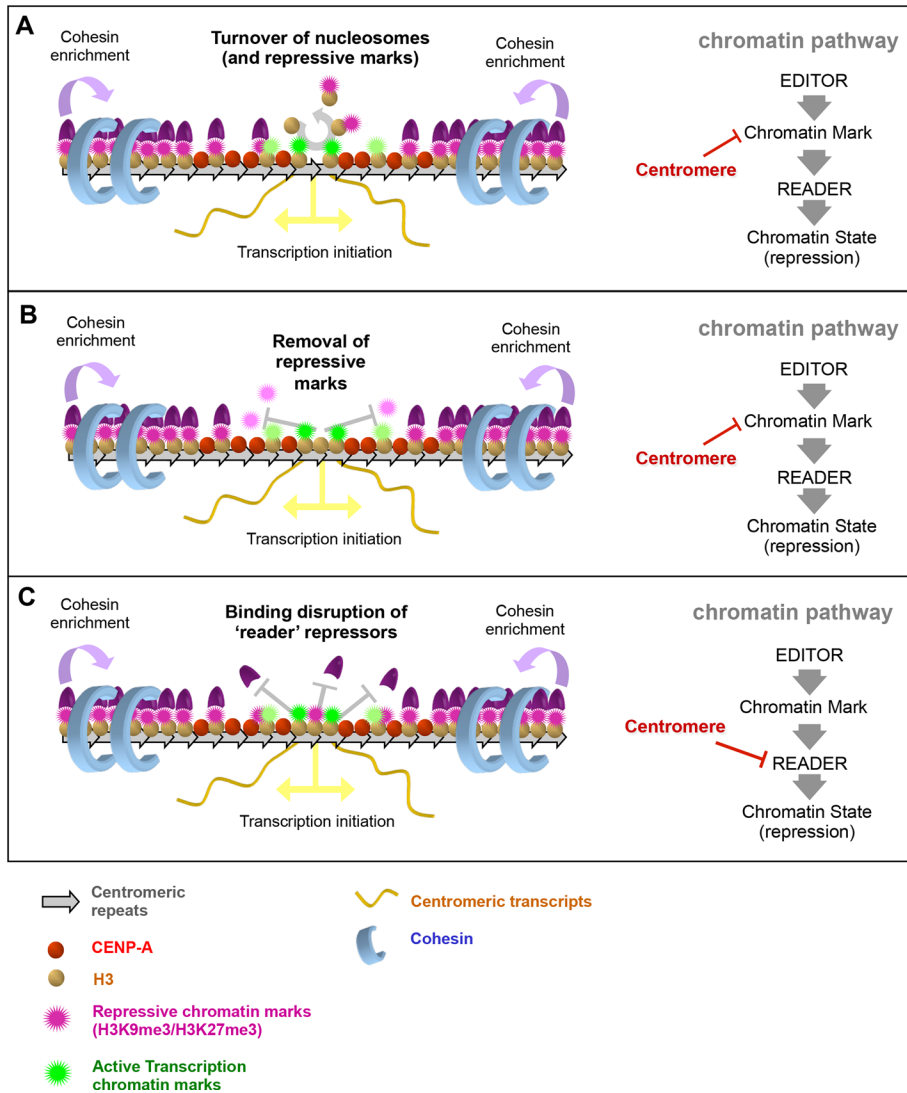 A
Cohesin
enrichment
Turnover of nucleosomes
(and repressive marks)
Cohesin
enrichment
Transcription initiation
chromatin pathway
EDITOR
Chromatin Mark
Centromere
READER
Chromatin State
(repression)
B
Cohesin
enrichment
Removal of
repressive
marks
Cohesin
enrichment
Transcription initiation
chromatin pathway
EDITOR
Chromatin Mark
Centromere
READER
Chromatin State
(repression)
C
Cohesin
enrichment
Binding disruption of
‘reader’ repressors
Cohesin
enrichment
Transcription initiation
chromatin pathway
EDITOR
Chromatin Mark
Centromere
READER
Chromatin State
(repression)
Centromeric
repeats
CENP-A
H3
Repressive chromatin marks
(H3K9me3/H3K27me3)
Active Transcription
chromatin marks
Centromeric transcripts
Cohesin